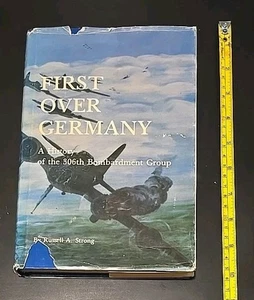 FIRST
OVER
GERMANY
A History
of the 306th Bombardment Group
By Russell A. Strong